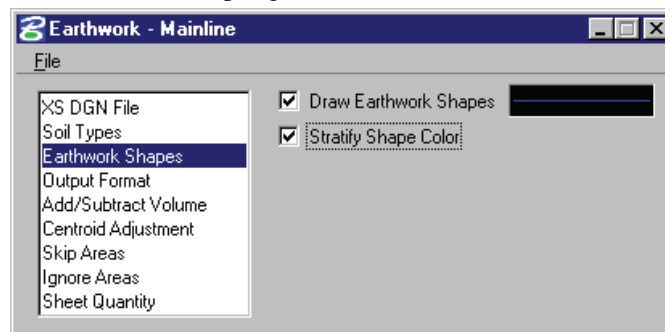 Earthwork - Mainline
File
XS DGN File
Soil Types
Earthwork Shapes
Output Format
Add/Subtract Volume
Centroid Adjustment
Skip Areas
Ignore Areas
Sheet Quantity
Draw Earthwork Shapes
Stratify Shape Color